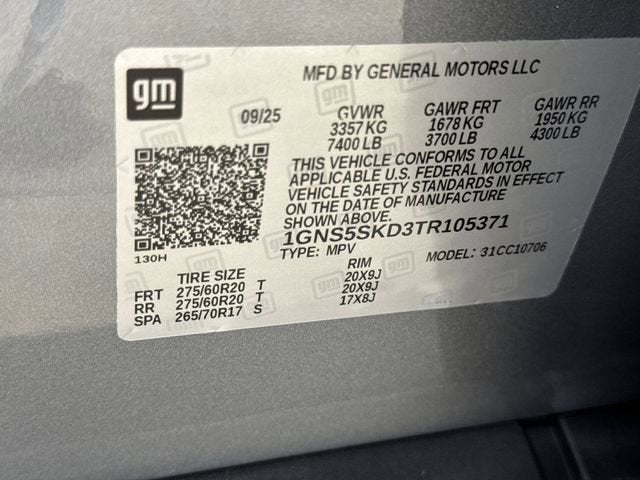 gm
MFD BY GENERAL MOTORS LLC
09/25 GVWR GAWR FRT GAWR RR
3357 KG 1678 KG 1950 KG
7400 LB 3700 LB 4300 LB
THIS VEHICLE CONFORMS TO ALL
APPLICABLE U.S. FEDERAL MOTOR
VEHICLE SAFETY STANDARDS IN EFFECT
ON THE DATE OF MANUFACTURE
SHOWN ABOVE.
1GNS5SKD3TR105371
130H
TYPE: MPV MODEL: 31CC10706
TIRE SIZE RIM
FRT 275/60R20 T 20X9J
RR 275/60R20 T 20X9J
SPA 265/70R17 S 17X8J